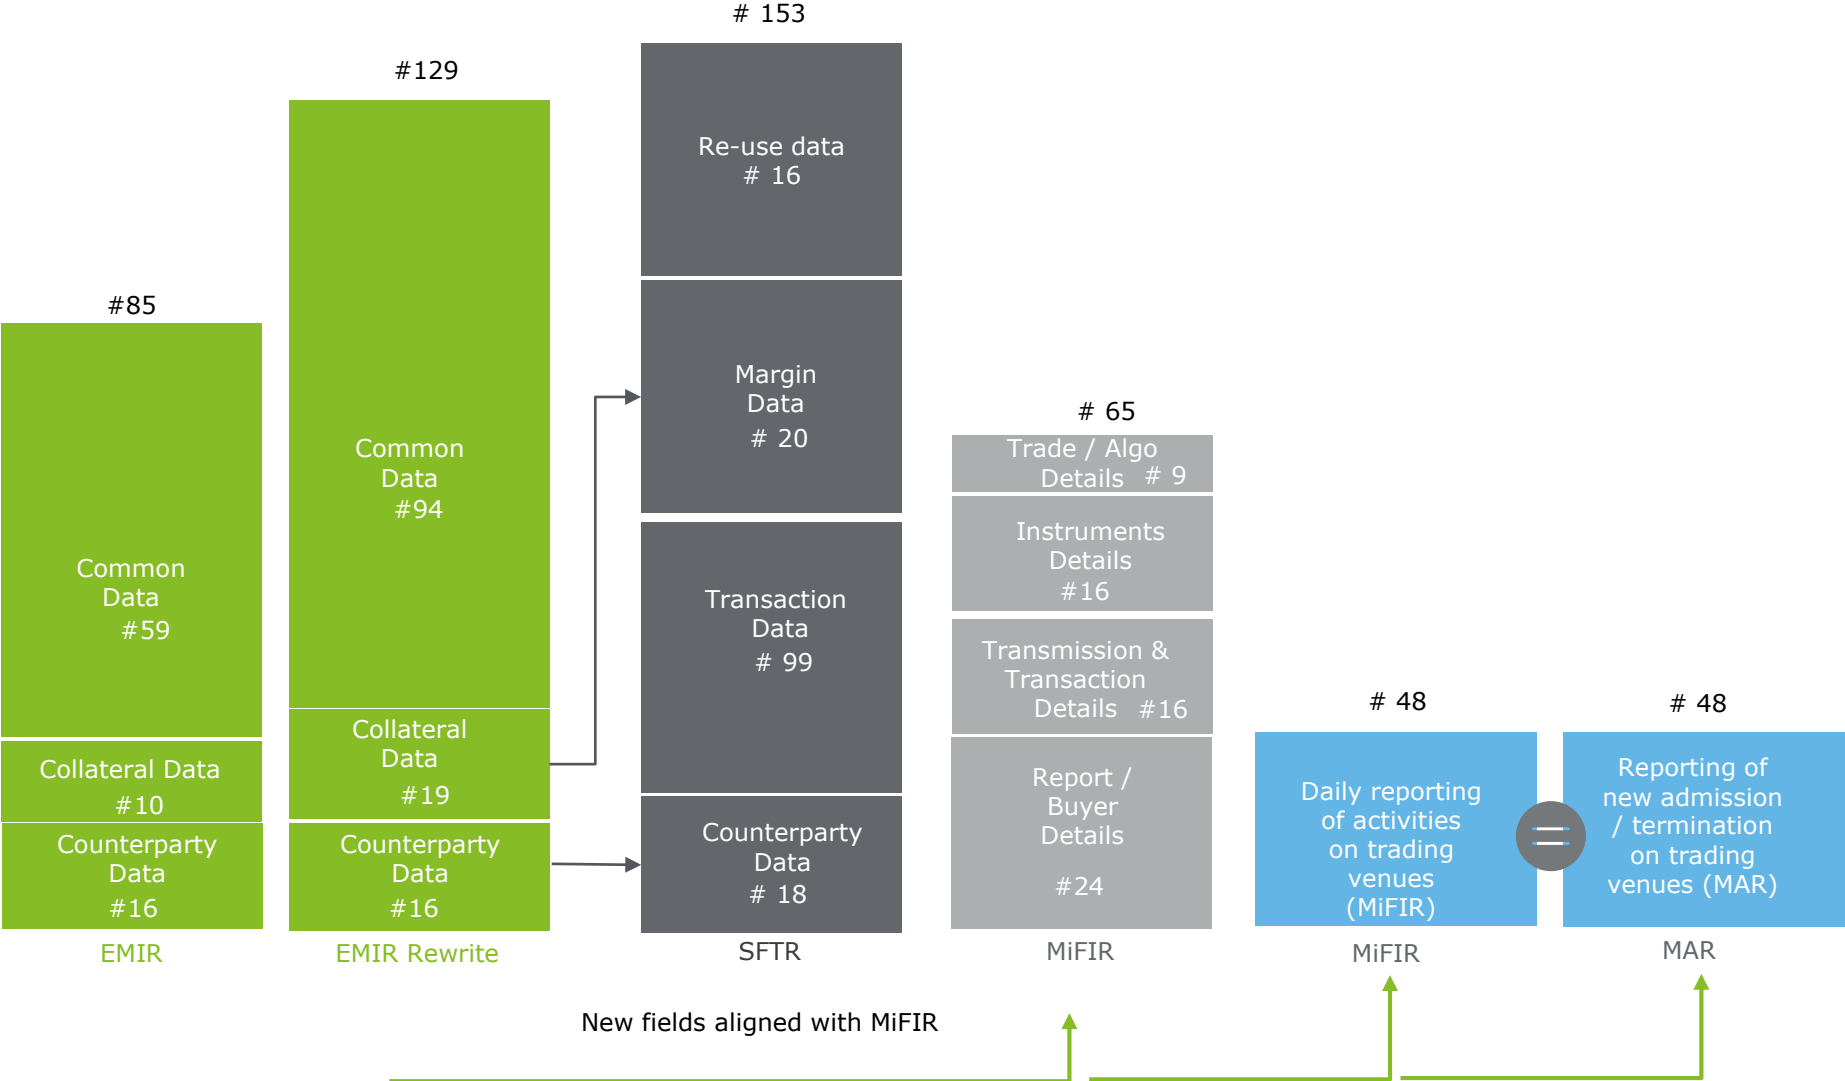 #85
Common
Data
#59
Collateral Data
#10
Counterparty
Data
#16
EMIR
#129
Common
Data
#94
Collateral
Data
#19
Counterparty
Data
#16
EMIR Rewrite
# 153
Re-use data
# 16
Margin
Data
# 20
Transaction
Data
# 99
Counterparty
Data
# 18
SFTR
# 65
Trade / Algo
Details # 9
Instruments
Details
#16
Transmission &
Transaction
Details #16
Report /
Buyer
Details
#24
MiFIR
# 48
Daily reporting
of activities
on trading
venues
(MiFIR)
MiFIR
# 48
Reporting of
new admission
/ termination
on trading
venues (MAR)
MAR
New fields aligned with MiFIR